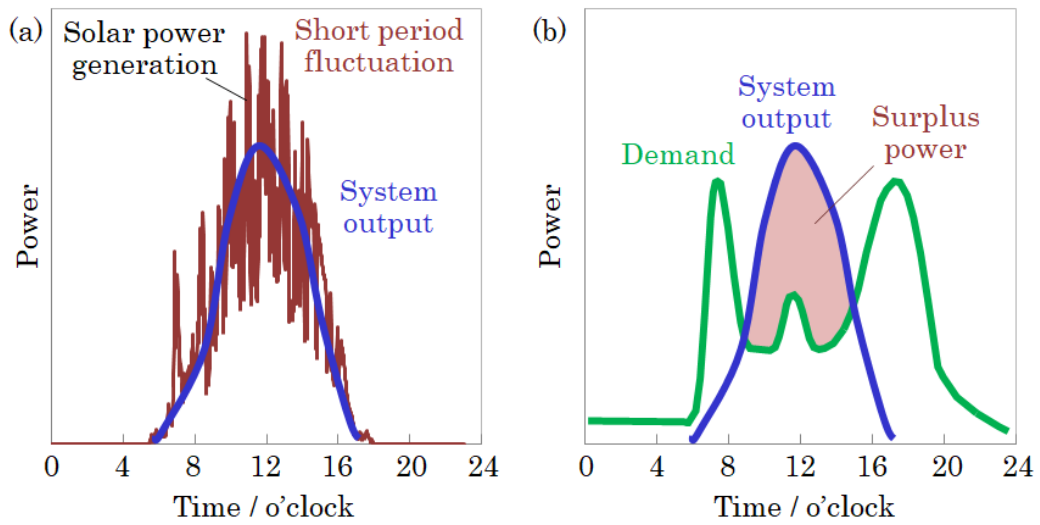 (a)
Solar power
generation
Short period
fluctuation
System
output
Power
0 4 8 12 16 20 24
Time / o'clock
(b)
System
output
Surplus
power
Demand
Power
0 4 8 12 16 20 24
Time / o'clock